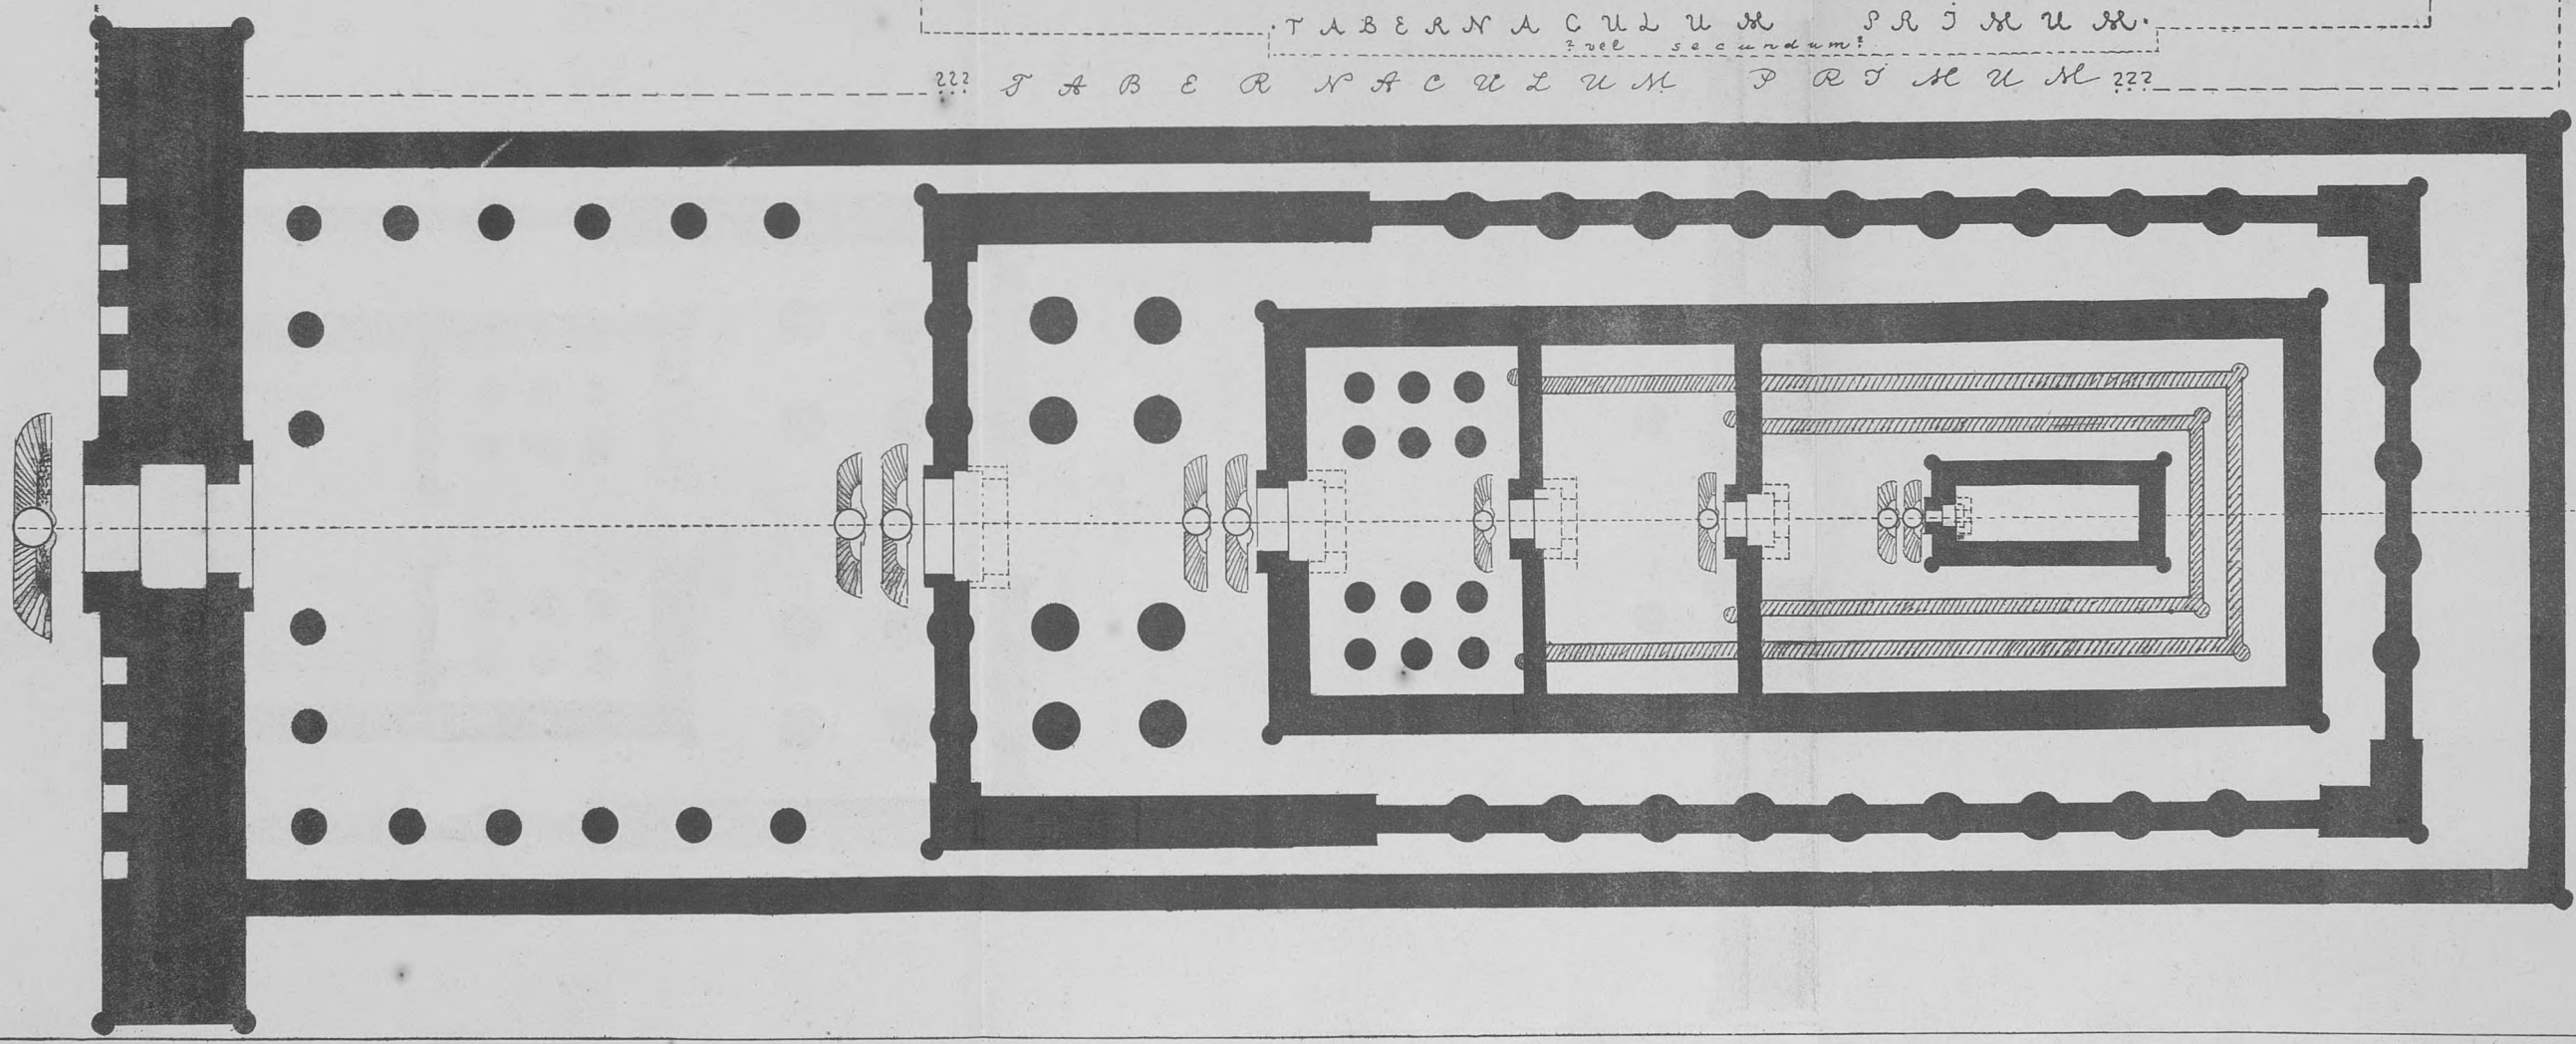 TABERNACULUM PRIMUM
? vel secundum?
??? TABERNACULUM PRIMUM ???